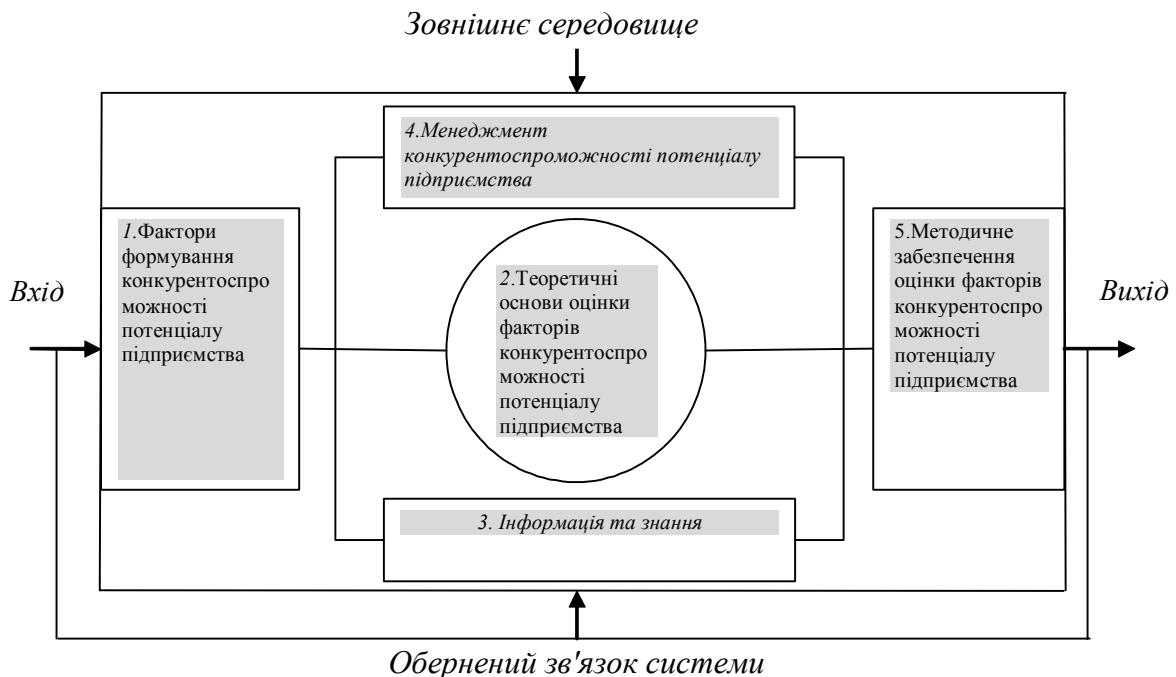 Зовнішнє середовище
4.Менеджмент
конкурентоспроможності потенціалу
підприємства
1.Фактори
формування
конкурентоспро
можності
потенціалу
підприємства
Вхід
2.Теоретичні
основи оцінки
факторів
конкурентоспро
можності
потенціалу
підприємства
5.Методичне
забезпечення
оцінки факторів
конкурентоспро
можності
потенціалу
підприємства
Вихід
3. Інформація та знання
Обернений зв'язок системи